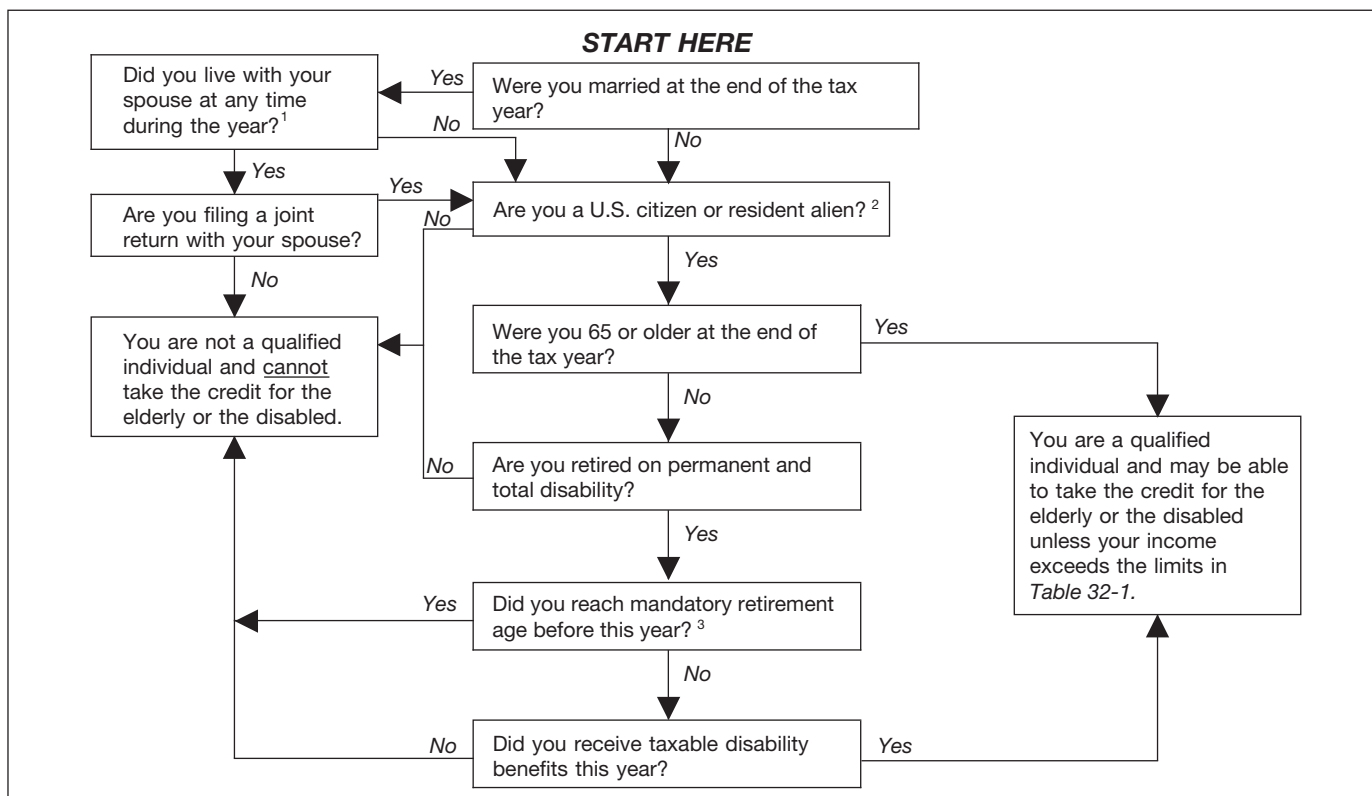 START HERE
Did you live with your
spouse at any time
during the year?1
Yes
Were you married at the end of the tax
year?
No
No
Yes
Are you filing a joint
return with your spouse?
Yes
Are you a U.S. citizen or resident alien? 2
No
No
Yes
You are not a qualified
individual and cannot
take the credit for the
elderly or the disabled.
Were you 65 or older at the end of
the tax year?
Yes
No
Are you retired on permanent and
total disability?
No
Yes
You are a qualified
individual and may be able
to take the credit for the
elderly or the disabled
unless your income
exceeds the limits in
Table 32-1.
Did you reach mandatory retirement
age before this year? 3
Yes
No
Did you receive taxable disability
benefits this year?
No
Yes